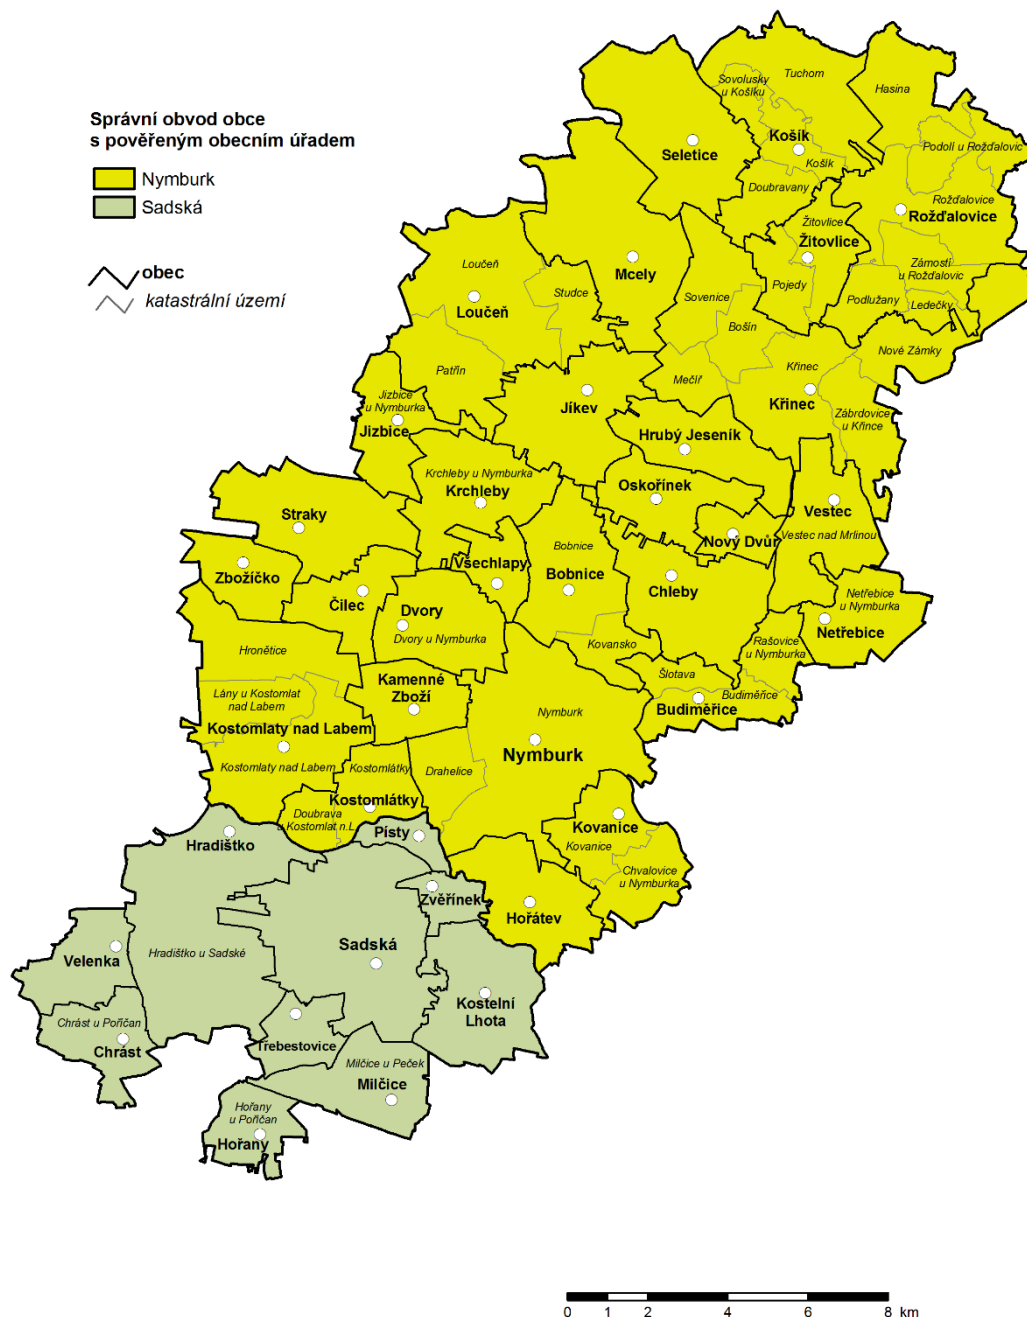 Správní obvod obce
s pověřeným obecním úřadem
Nymburk
Sadská
obec
katastrální území
Sovolusky
u Košíku
Tuchom
Hasina
Košík
Košík
Seletice
Podolí u Rožďalovic
Doubravany
Rožďalovice
Rožďalovice
Žitovlice
Žitovlice
Loučeň
Loučeň
Mcely
Zámostí
u Rožďalovic
Studce
Sovenice
Pojedy
Podlužany
Ledečky
Bošín
Nové Zámky
Patřín
Mečíř
Křinec
Křinec
Jizbice
u Nymburka
Jizbice
Jíkev
Zábrdovice
u Křince
Hrubý Jeseník
Krchleby u Nymburka
Krchleby
Oskořínek
Straky
Vestec
Vestec nad Mrlinou
Nový Dvůr
Bobnice
Bobnice
Všechlapy
Zbožíčko
Chleby
Čilec
Netřebice
u Nymburka
Netřebice
Dvory
Dvory u Nymburka
Kovansko
Rašovice
u Nymburka
Hronětice
Šlotava
Kamenné
Zboží
Budiměřice
Budiměřice
Lány u Kostomlat
nad Labem
Nymburk
Nymburk
Kostomlaty nad Labem
Kostomlaty nad Labem
Kostomlátky
Drahelice
Kostomlátky
Doubrava
u Kostomlat n.L.
Písty
Kovanice
Kovanice
Hradištko
Chvalovice
u Nymburka
Zvěřínek
Hořátev
Sadská
Hradištko u Sadské
Velenka
Kostelní
Lhota
Chrást u Poříčan
Chrást
Třebestovice
Milčice u Peček
Milčice
Hořany
u Poříčan
Hořany
0 1 2 4 6 8 km